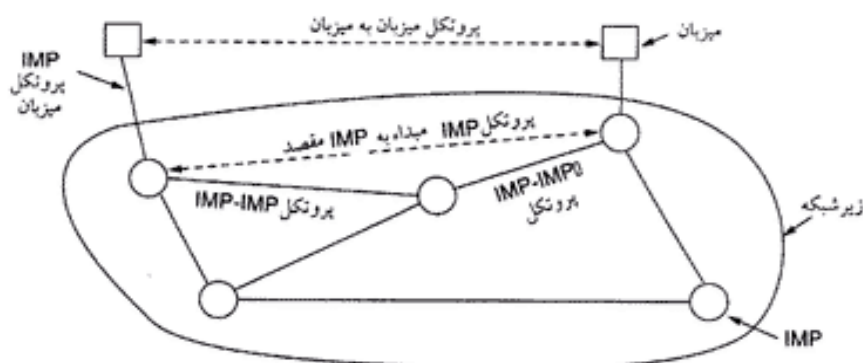 پروتکل میزبان به میزبان
میزبان
IMP
پروتکل
میزبان
پروتکل IMP مبداء به IMP مقصد
پروتکل IMP-IMP
IMP-IMP
پروتکل
زیرشبکه
IMP